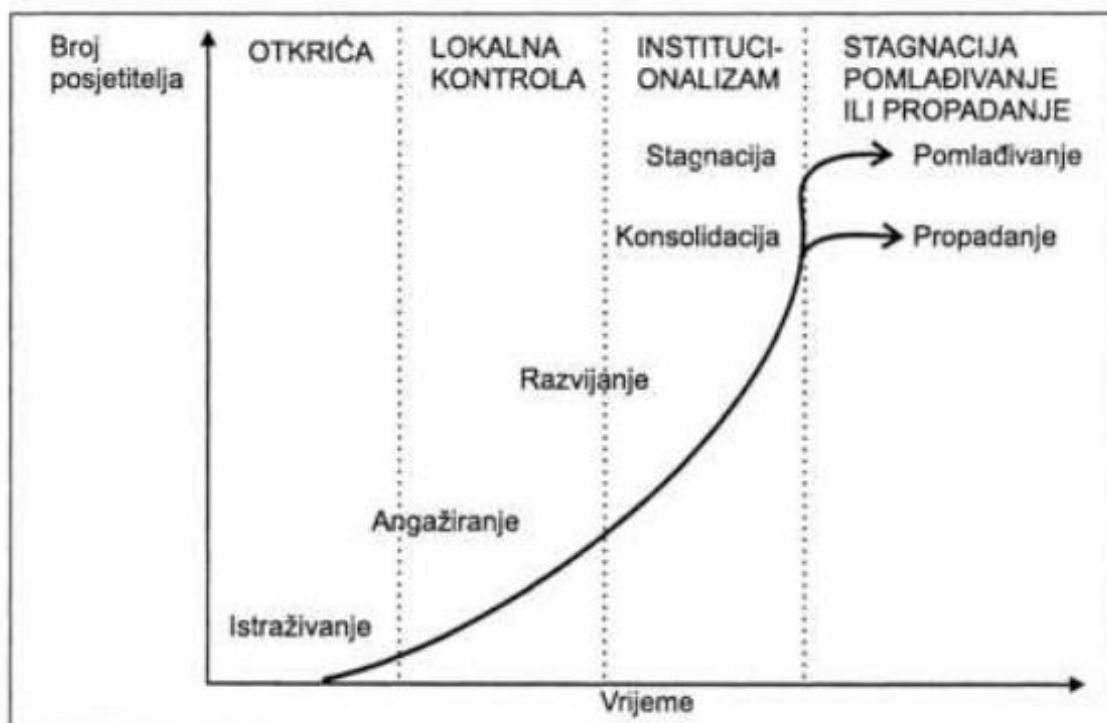 Broj
posjetitelja
OTKRIĆA
LOKALNA
KONTROLA
INSTITUCI-
ONALIZAM
STAGNACIJA
POMLAĐIVANJE
ILI PROPADANJE
Stagnacija
Pomlađivanje
Konsolidacija
Propadanje
Razvijanje
Angažiranje
Istraživanje
Vrijeme